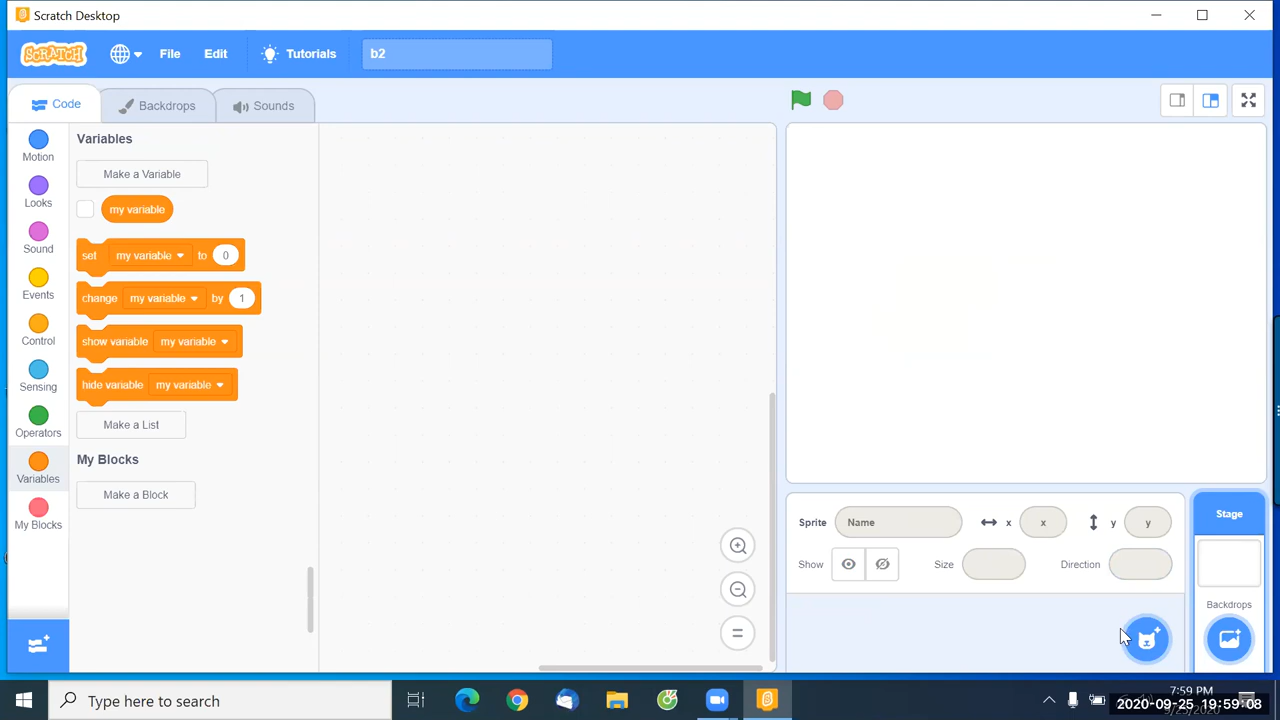 Scratch Desktop
SCRATCH
File
Edit
Tutorials
b2
Code
Backdrops
Sounds
Motion
Looks
Sound
Events
Control
Sensing
Operators
Variables
My Blocks
Variables
Make a Variable
my variable
set my variable to 0
change my variable by 1
show variable my variable
hide variable my variable
Make a List
My Blocks
Make a Block
Sprite Name x x y y
Show Size Direction
Stage
Backdrops
Type here to search
7:59 PM
2020-09-25 19:59:08